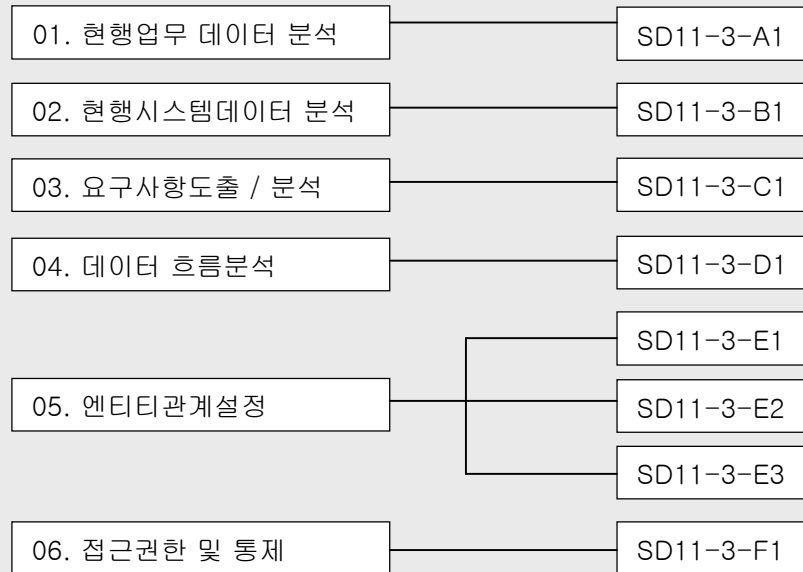 01. 현행업무 데이터 분석
SD11-3-A1
02. 현행시스템데이터 분석
SD11-3-B1
03. 요구사항도출 / 분석
SD11-3-C1
04. 데이터 흐름분석
SD11-3-D1
SD11-3-E1
05. 엔티티관계설정
SD11-3-E2
SD11-3-E3
06. 접근권한 및 통제
SD11-3-F1